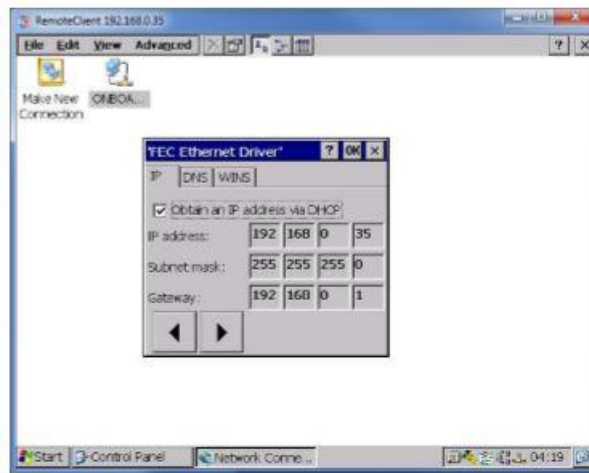 RemoteClient 192.168.0.35
File Edit View Advanced ? ×
Make New Connection
ONBOA...
'FEC Ethernet Driver' ? OK ×
IP DNS WINS
Obtain an IP address via DHCP
IP address: 192 168 0 35
Subnet mask: 255 255 255 0
Gateway: 192 168 0 1
Start Control Panel Network Conne... 04:19